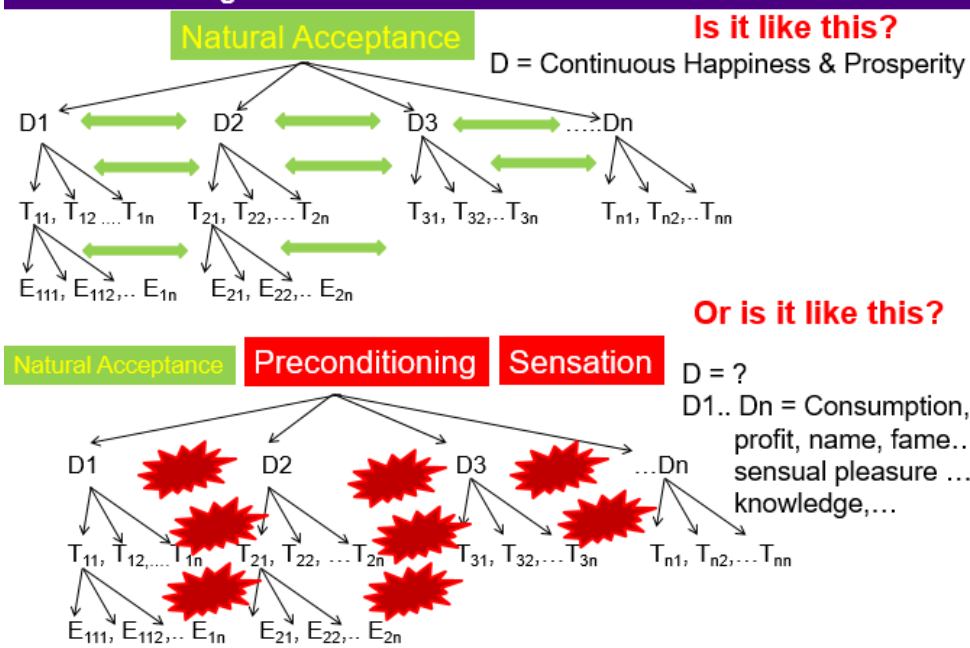 Natural Acceptance
Is it like this?
D = Continuous Happiness & Prosperity
D1 D2 D3 .....Dn
T₁₁, T₁₂ .... T₁ₙ T₂₁, T₂₂,... T₂ₙ T₃₁, T₃₂,.. T₃ₙ Tₙ₁, Tₙ₂,.. Tₙₙ
E₁₁₁, E₁₁₂,.. E₁ₙ E₂₁, E₂₂,.. E₂ₙ
Or is it like this?
Natural Acceptance Preconditioning Sensation
D = ?
D1.. Dn = Consumption,
profit, name, fame..
sensual pleasure ...
knowledge,...
D1 D2 D3 ...Dn
T₁₁, T₁₂,.... T₁ₙ T₂₁, T₂₂, ... T₂ₙ T₃₁, T₃₂,... T₃ₙ Tₙ₁, Tₙ₂,... Tₙₙ
E₁₁₁, E₁₁₂,.. E₁ₙ E₂₁, E₂₂,.. E₂ₙ